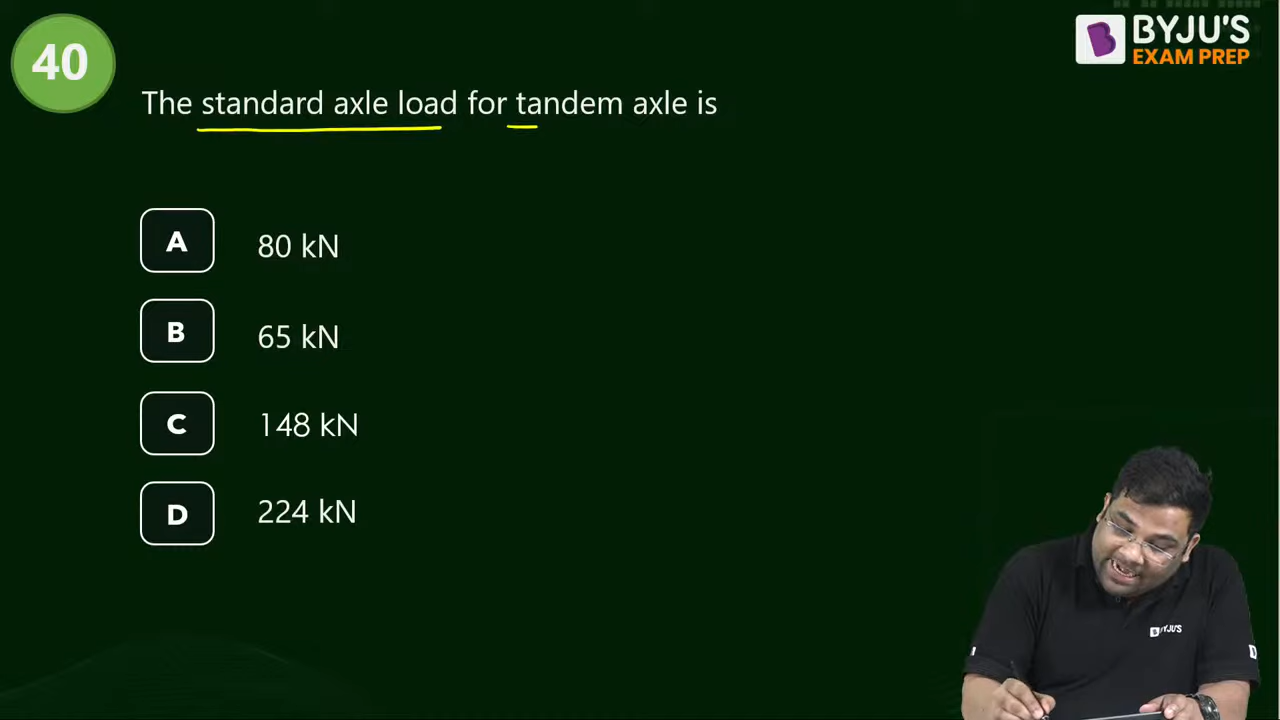 40
BYJU'S
EXAM PREP
The standard axle load for tandem axle is
A 80 kN
B 65 kN
C 148 kN
D 224 kN
BYJU'S